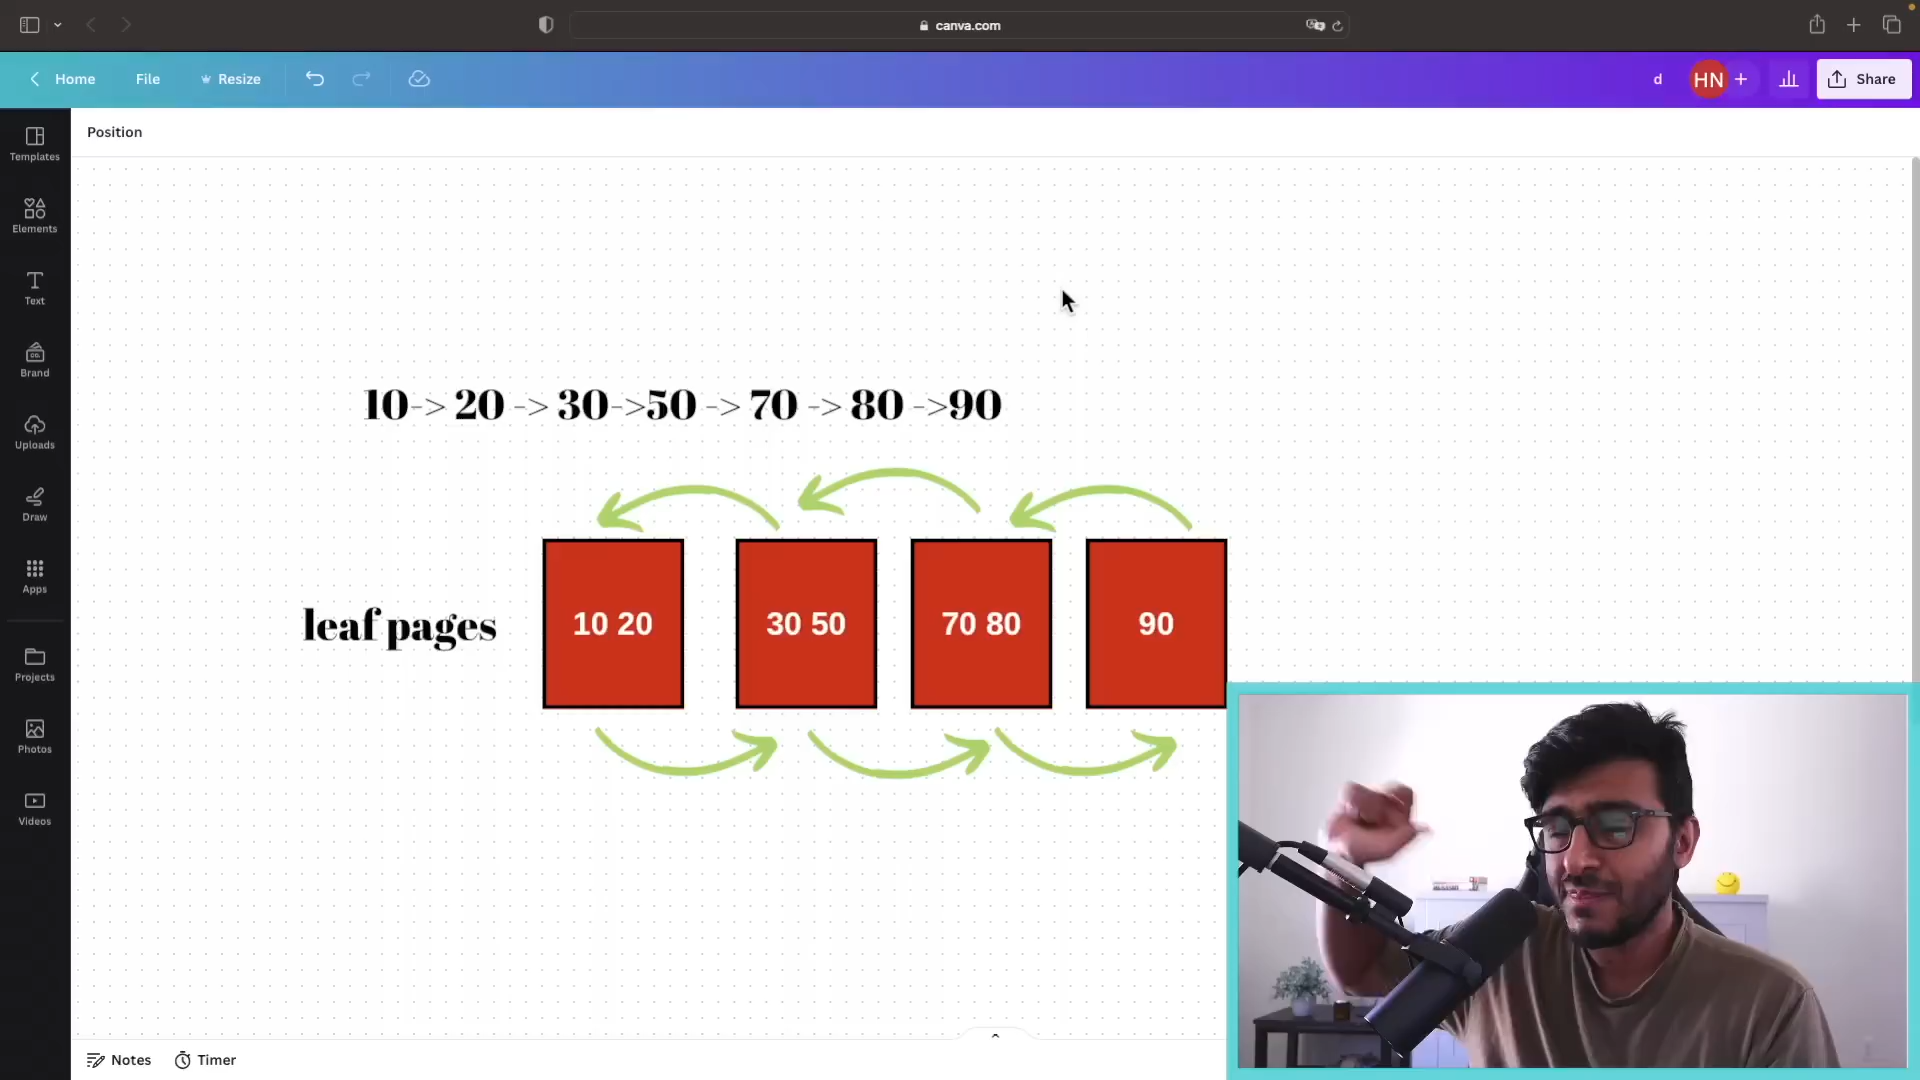 canva.com
Home File Resize d HN + Share
Position
Templates
Elements
Text
Brand
Uploads
Draw
Apps
Projects
Photos
Videos
10-> 20 -> 30->50 -> 70 -> 80 ->90
leaf pages
10 20
30 50
70 80
90
Notes Timer